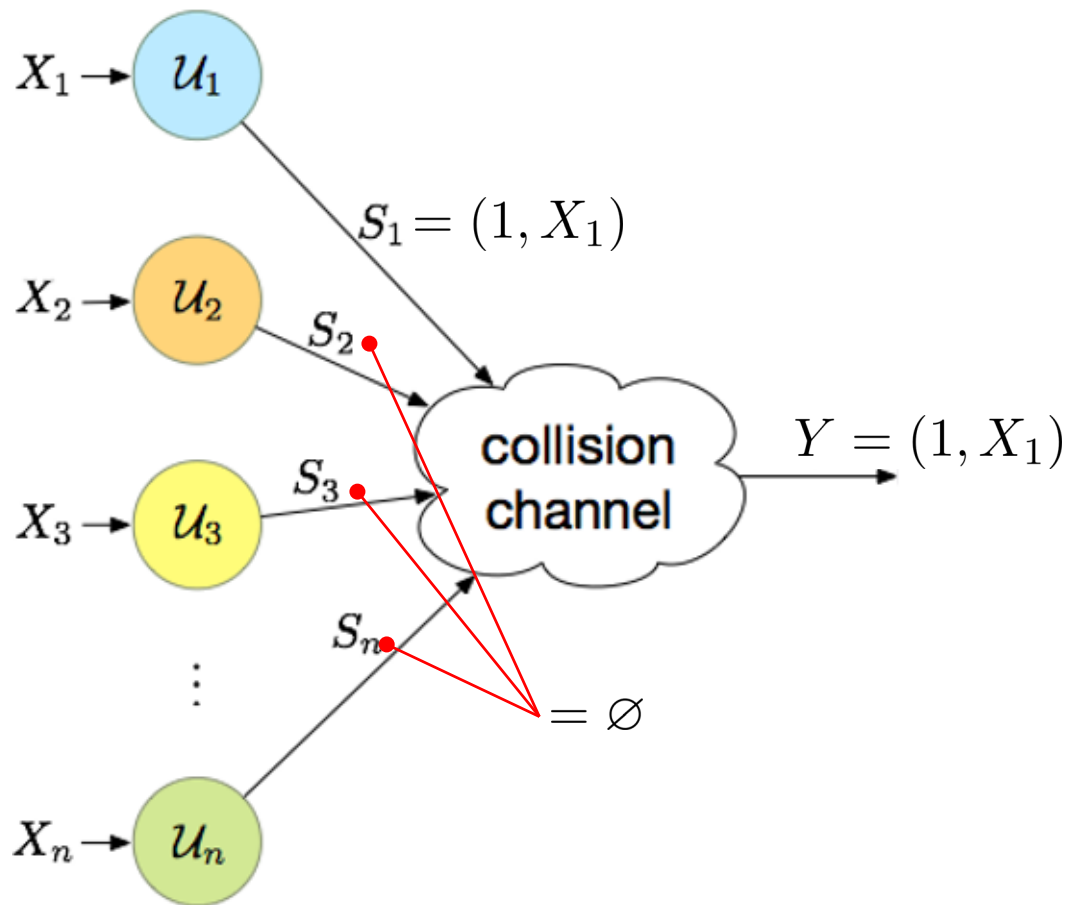 X₁
𝒰₁
S₁ = (1, X₁)
X₂
𝒰₂
S₂
collision
channel
Y = (1, X₁)
X₃
𝒰₃
S₃
Sₙ
⋮
= ∅
Xₙ
𝒰ₙ